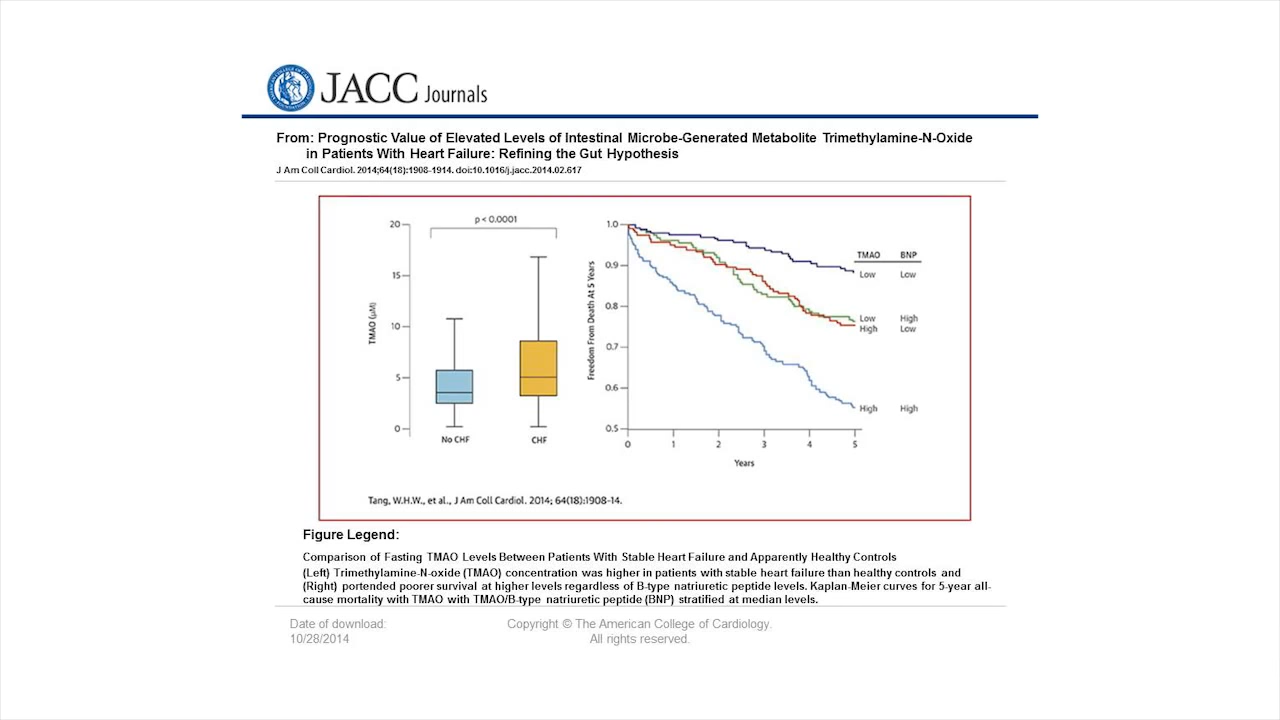 JACC Journals
From: Prognostic Value of Elevated Levels of Intestinal Microbe-Generated Metabolite Trimethylamine-N-Oxide
in Patients With Heart Failure: Refining the Gut Hypothesis
J Am Coll Cardiol. 2014;64(18):1908-1914. doi:10.1016/j.jacc.2014.02.617
p < 0.0001
20
15
10
5
0
TMAO (µM)
No CHF
CHF
1.0
0.9
0.8
0.7
0.6
0.5
Freedom From Death At 5 Years
0 1 2 3 4 5
Years
TMAO BNP
Low Low
Low High
High Low
High High
Tang, W.H.W., et al., J Am Coll Cardiol. 2014; 64(18):1908-14.
Figure Legend:
Comparison of Fasting TMAO Levels Between Patients With Stable Heart Failure and Apparently Healthy Controls
(Left) Trimethylamine-N-oxide (TMAO) concentration was higher in patients with stable heart failure than healthy controls and
(Right) portended poorer survival at higher levels regardless of B-type natriuretic peptide levels. Kaplan-Meier curves for 5-year all-
cause mortality with TMAO with TMAO/B-type natriuretic peptide (BNP) stratified at median levels.
Date of download:
10/28/2014
Copyright © The American College of Cardiology.
All rights reserved.